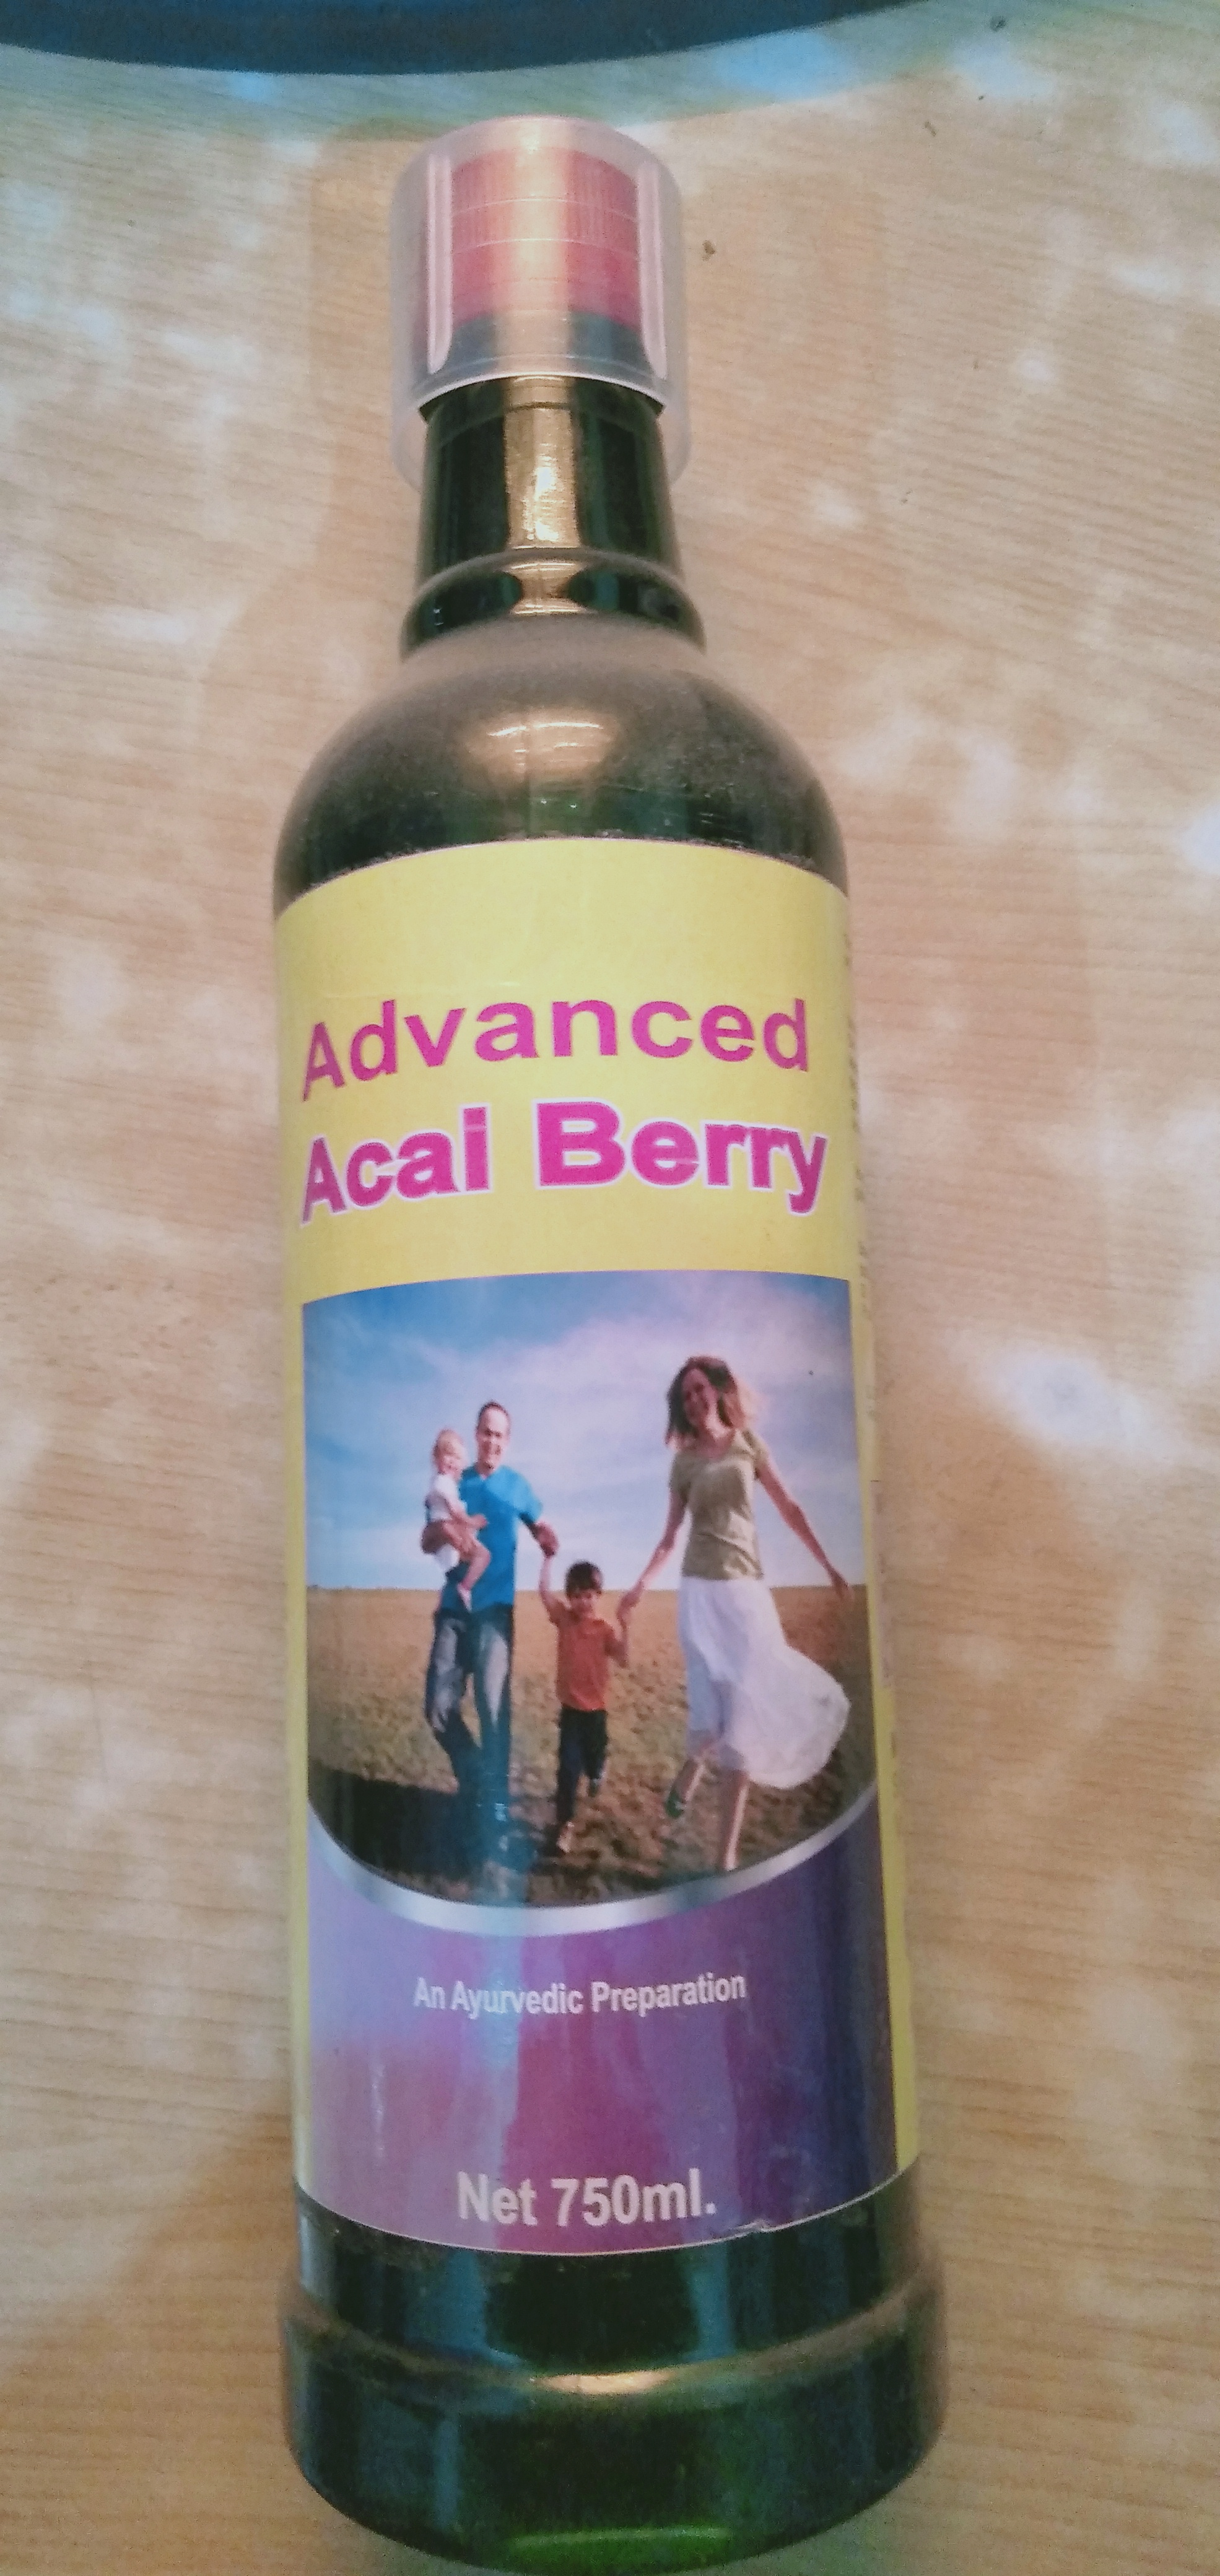 Advanced
Acai Berry
An Ayurvedic Preparation
Net 750ml.